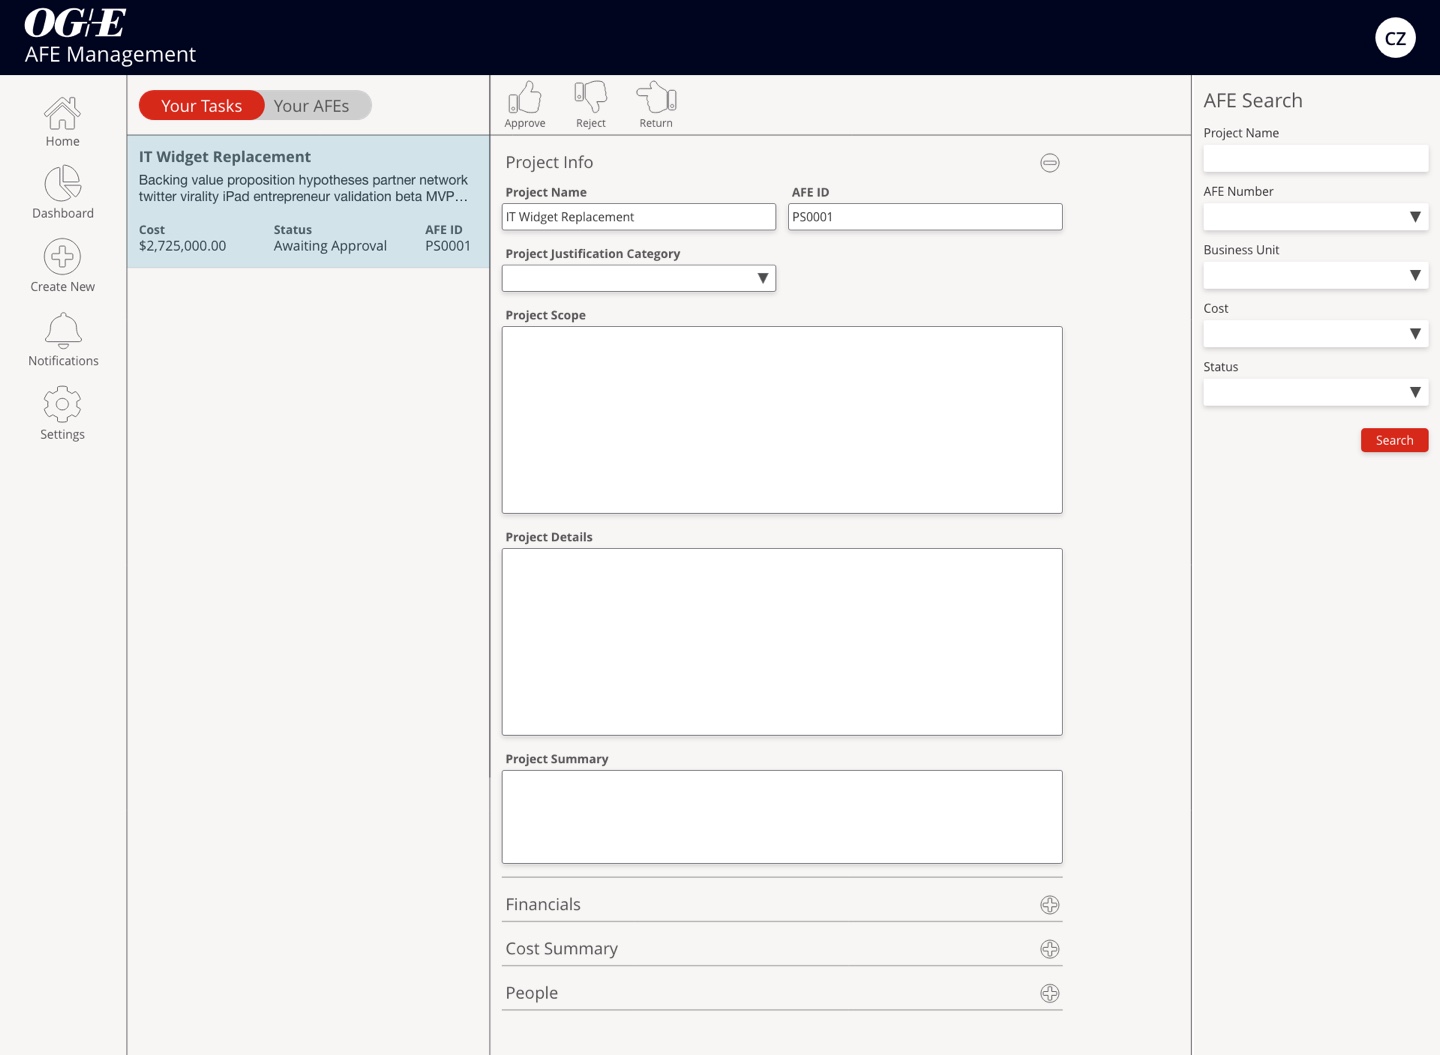 OG+E
AFE Management
CZ
Home
Dashboard
Create New
Notifications
Settings
Your Tasks
Your AFEs
IT Widget Replacement
Backing value proposition hypotheses partner network
twitter virality iPad entrepreneur validation beta MVP...
Cost
Status
AFE ID
$2,725,000.00
Awaiting Approval
PS0001
Approve
Reject
Return
Project Info
Project Name
AFE ID
IT Widget Replacement
PS0001
Project Justification Category
Project Scope
Project Details
Project Summary
Financials
Cost Summary
People
AFE Search
Project Name
AFE Number
Business Unit
Cost
Status
Search